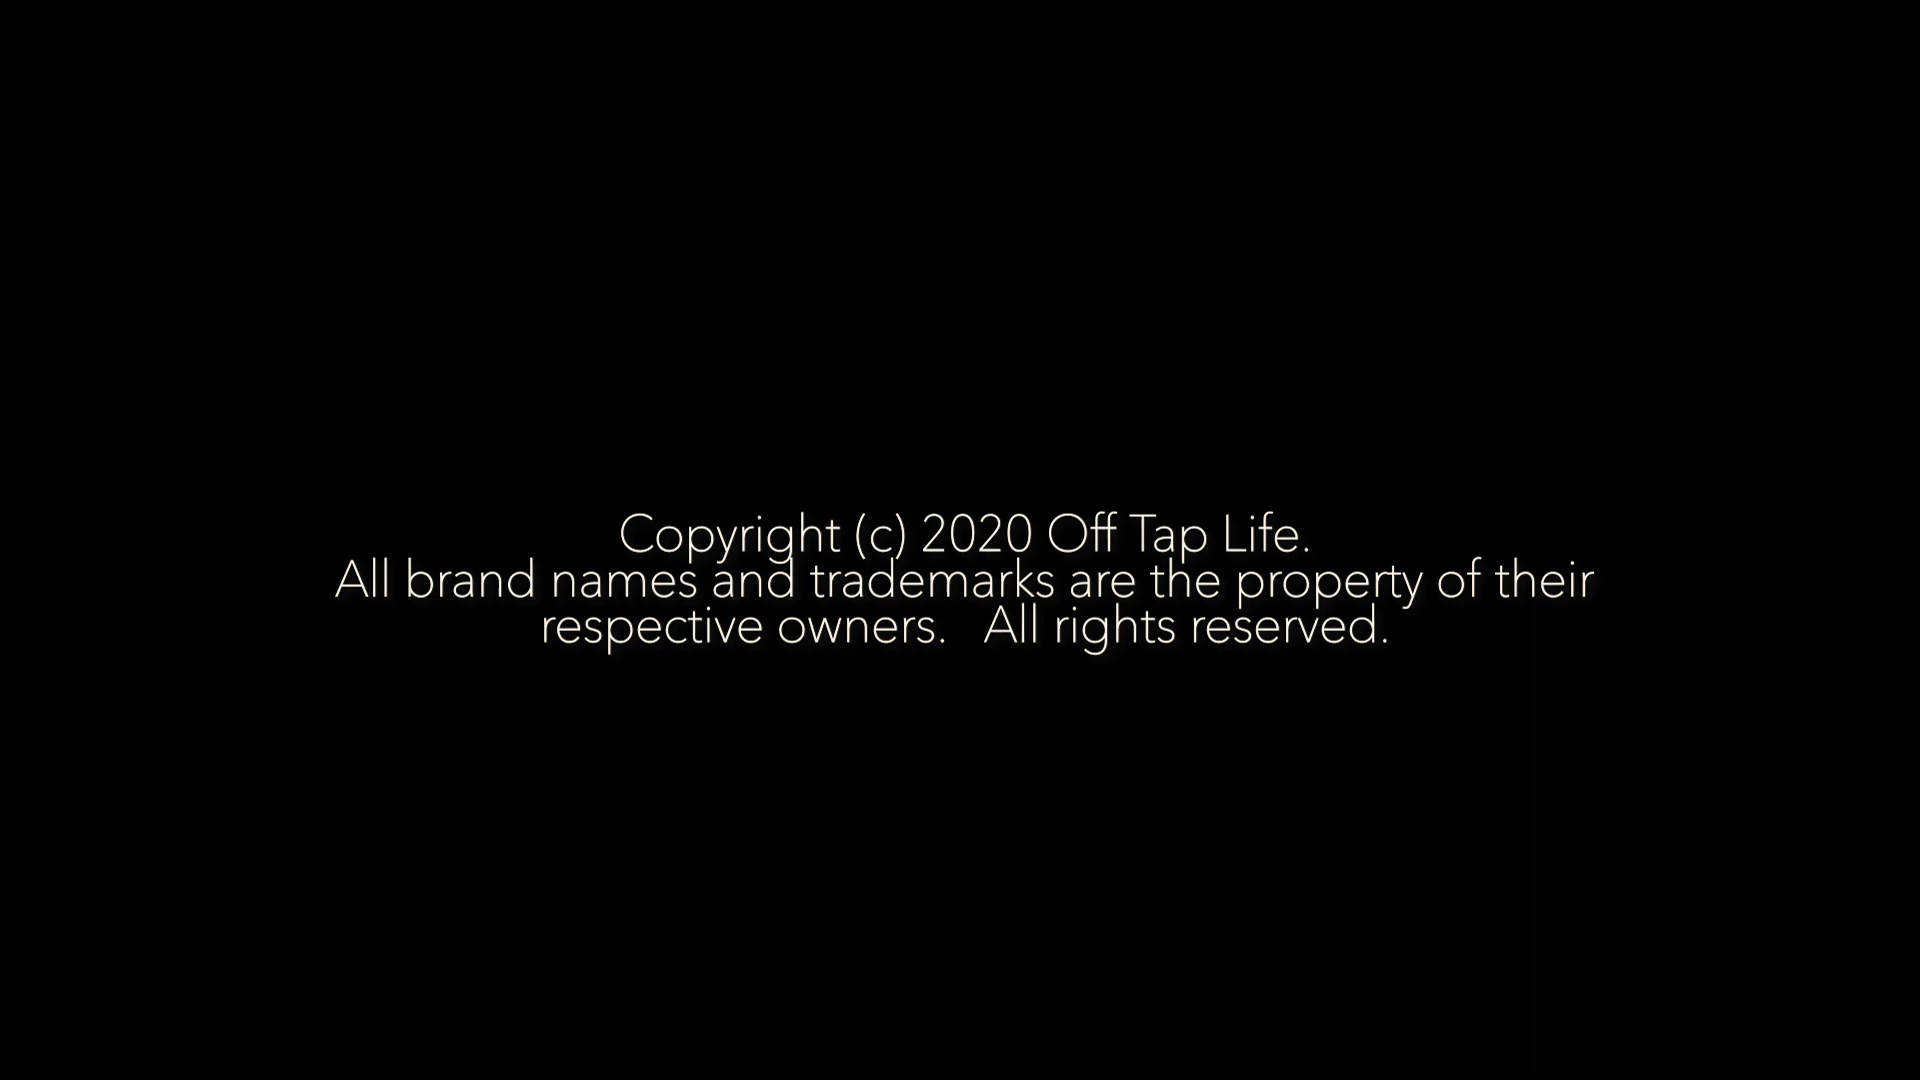 Copyright (c) 2020 Off Tap Life.
All brand names and trademarks are the property of their
respective owners.   All rights reserved.